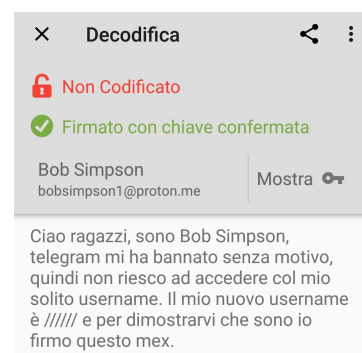 Decodifica
Non Codificato
Firmato con chiave confermata
Bob Simpson
bobsimpson1@proton.me
Mostra
Ciao ragazzi, sono Bob Simpson,
telegram mi ha bannato senza motivo,
quindi non riesco ad accedere col mio
solito username. Il mio nuovo username
è ////// e per dimostrarvi che sono io
firmo questo mex.